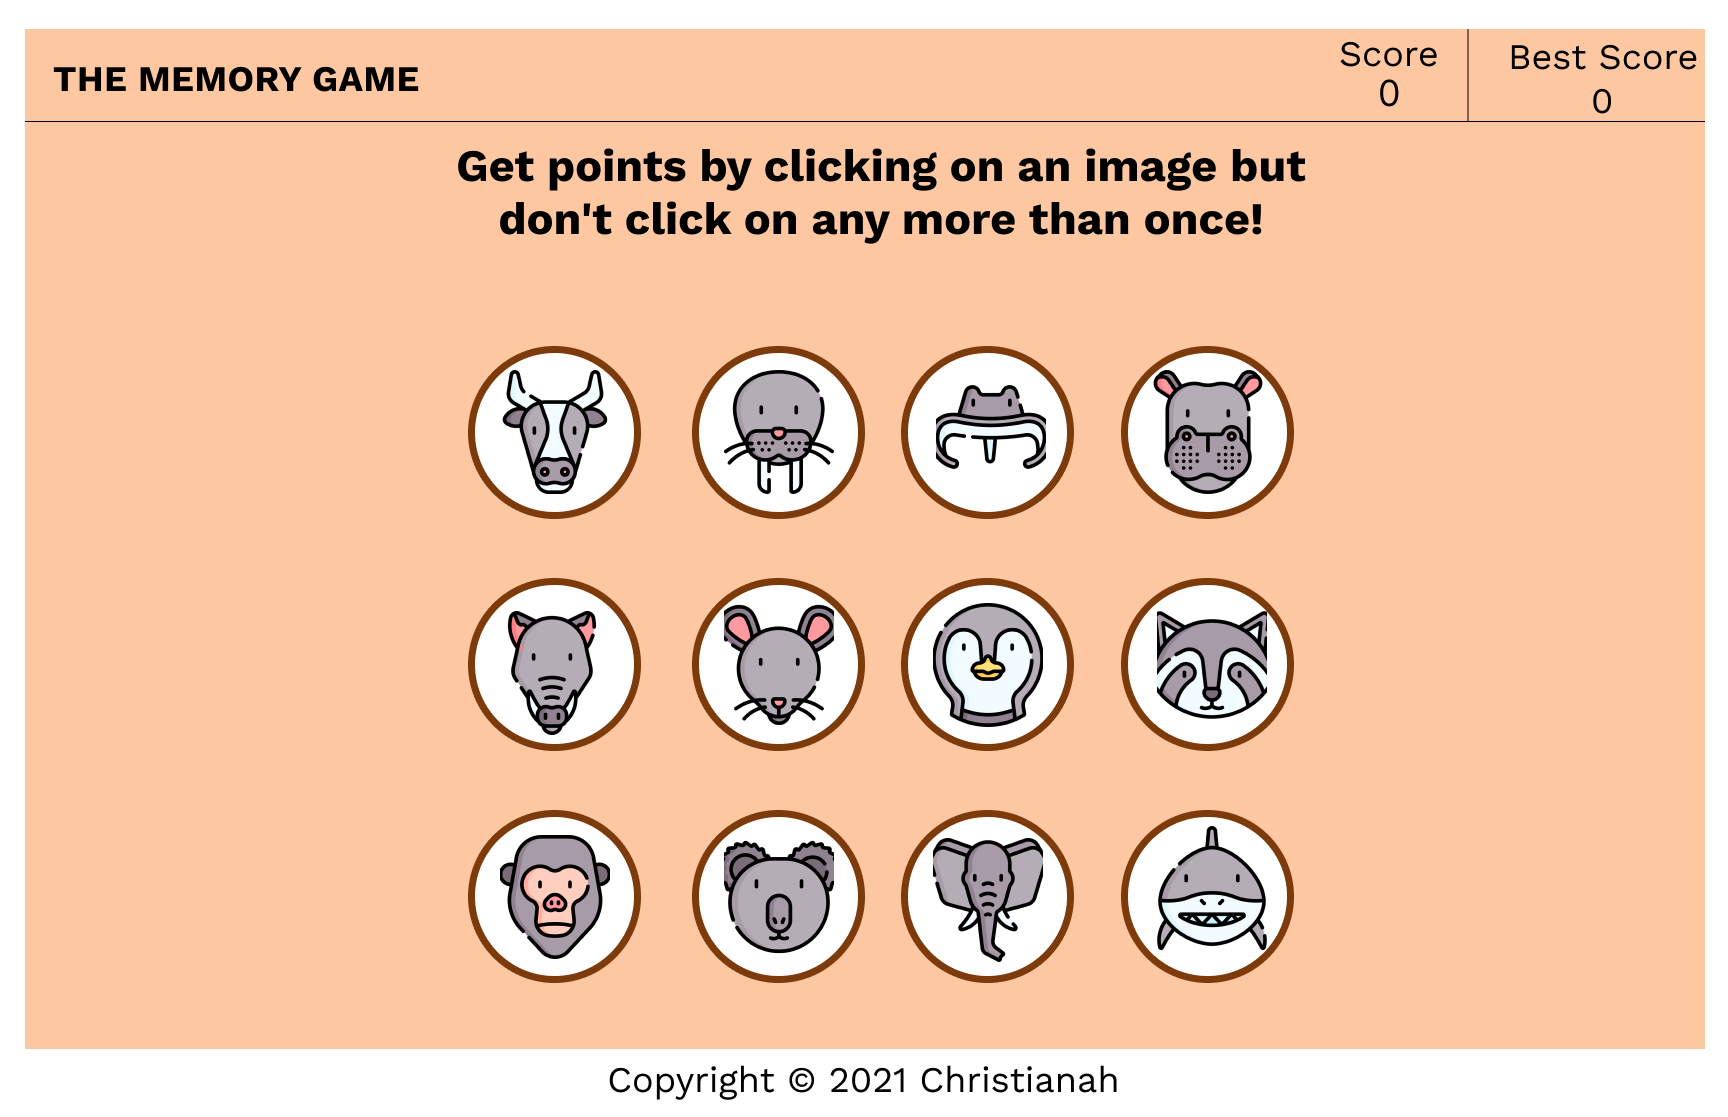 THE MEMORY GAME
Score
0
Best Score
0
Get points by clicking on an image but
don't click on any more than once!
Copyright © 2021 Christianah